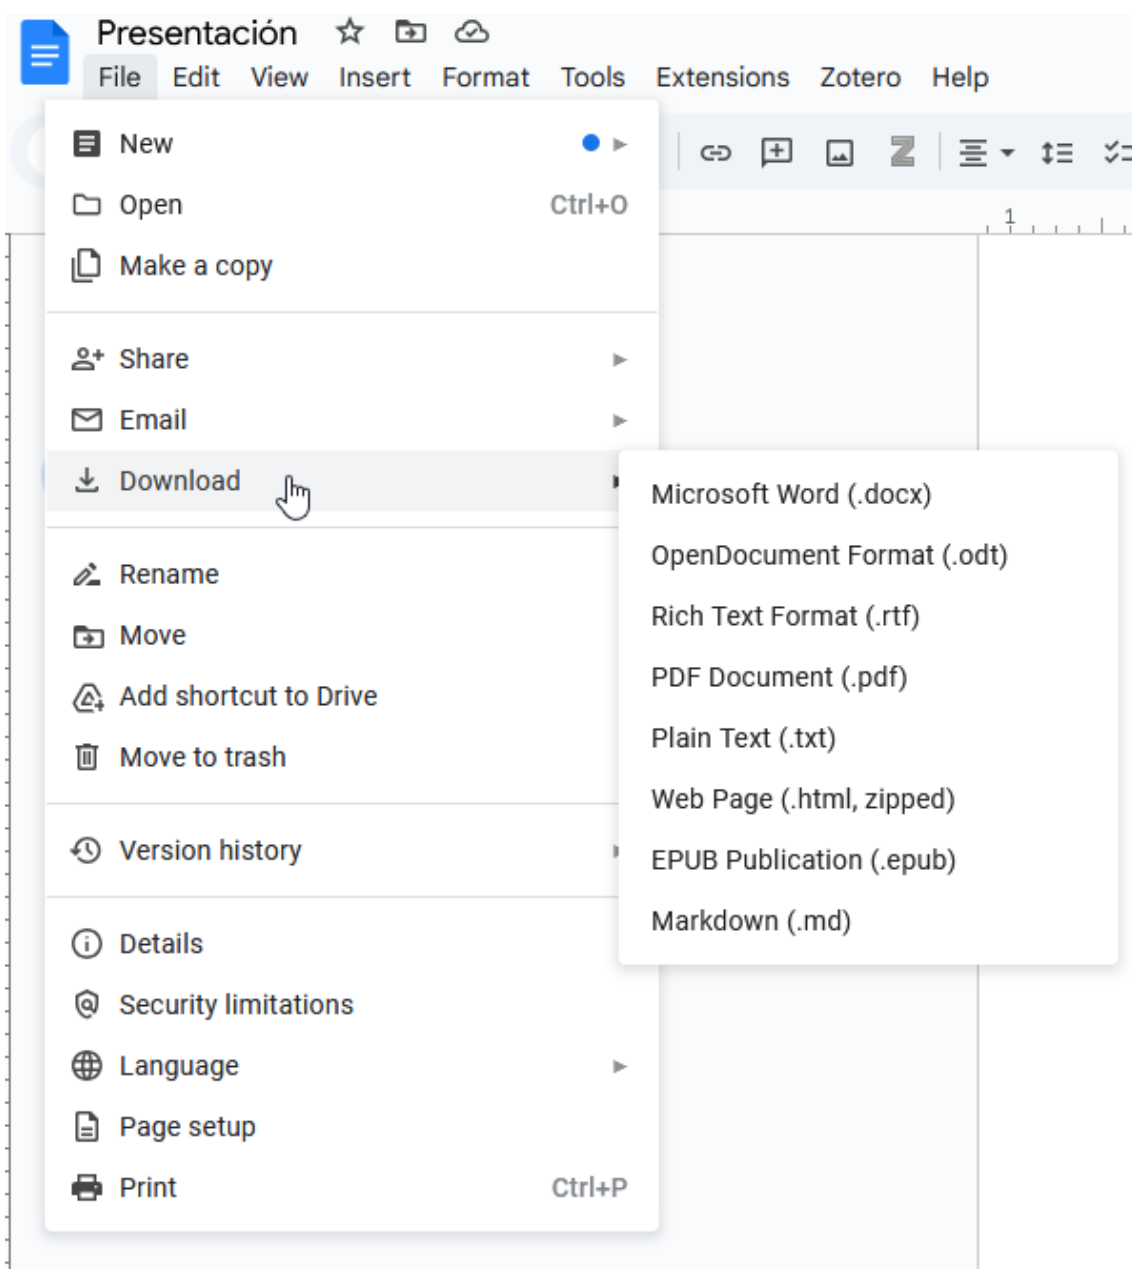 Presentación
File Edit View Insert Format Tools Extensions Zotero Help
New
Open Ctrl+O
Make a copy
1
Share
Email
Download
Microsoft Word (.docx)
OpenDocument Format (.odt)
Rich Text Format (.rtf)
PDF Document (.pdf)
Plain Text (.txt)
Web Page (.html, zipped)
EPUB Publication (.epub)
Markdown (.md)
Rename
Move
Add shortcut to Drive
Move to trash
Version history
Details
Security limitations
Language
Page setup
Print Ctrl+P